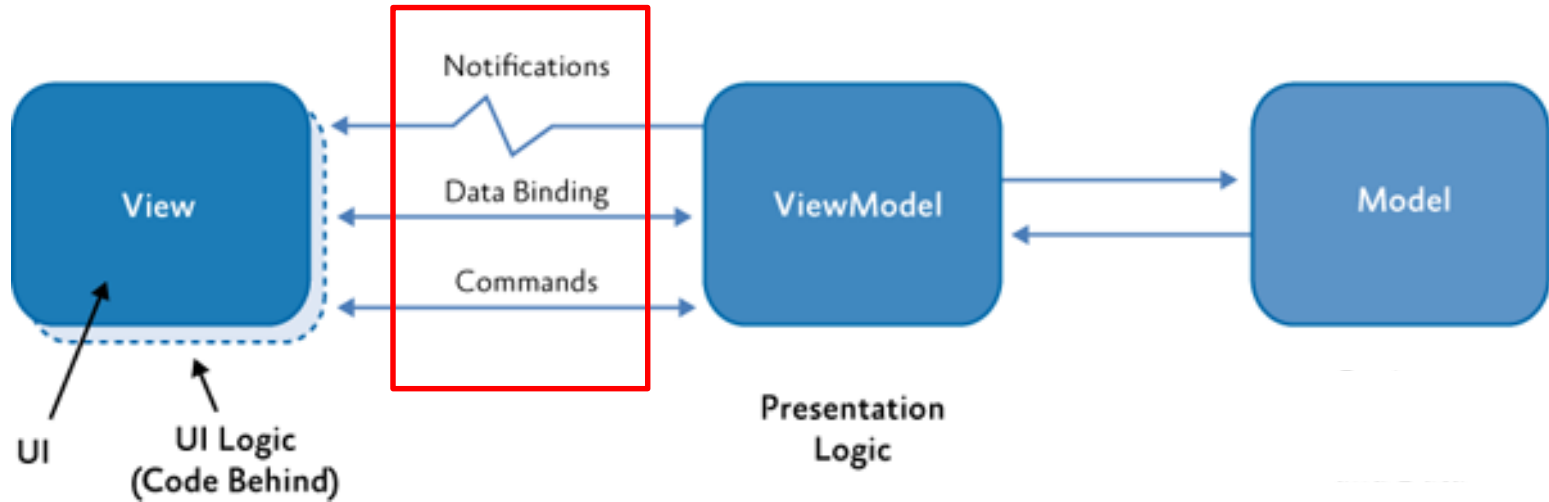 Notifications
Data Binding
Commands
View
ViewModel
Model
UI
UI Logic
(Code Behind)
Presentation
Logic